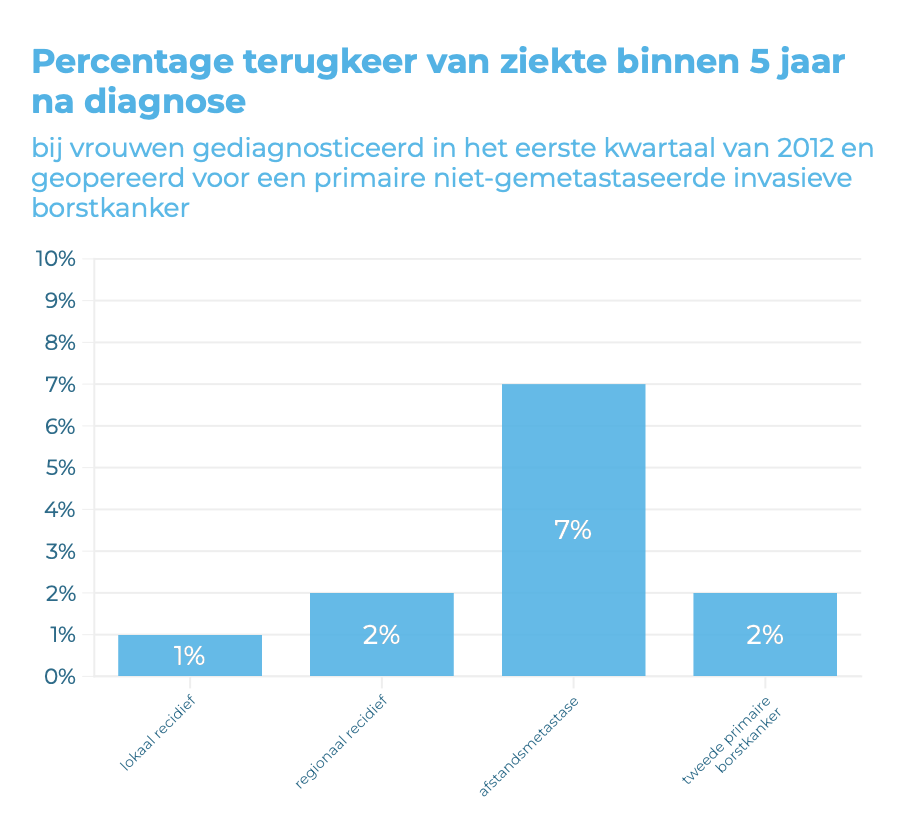 Percentage terugkeer van ziekte binnen 5 jaar
na diagnose
bij vrouwen gediagnosticeerd in het eerste kwartaal van 2012 en
geopereerd voor een primaire niet-gemetastaseerde invasieve
borstkanker
10%
9%
8%
7%
6%
5%
4%
3%
2%
1%
0%
1%
2%
7%
2%
lokaal recidief
regionaal recidief
afstandsmetastase
tweede primaire
borstkanker